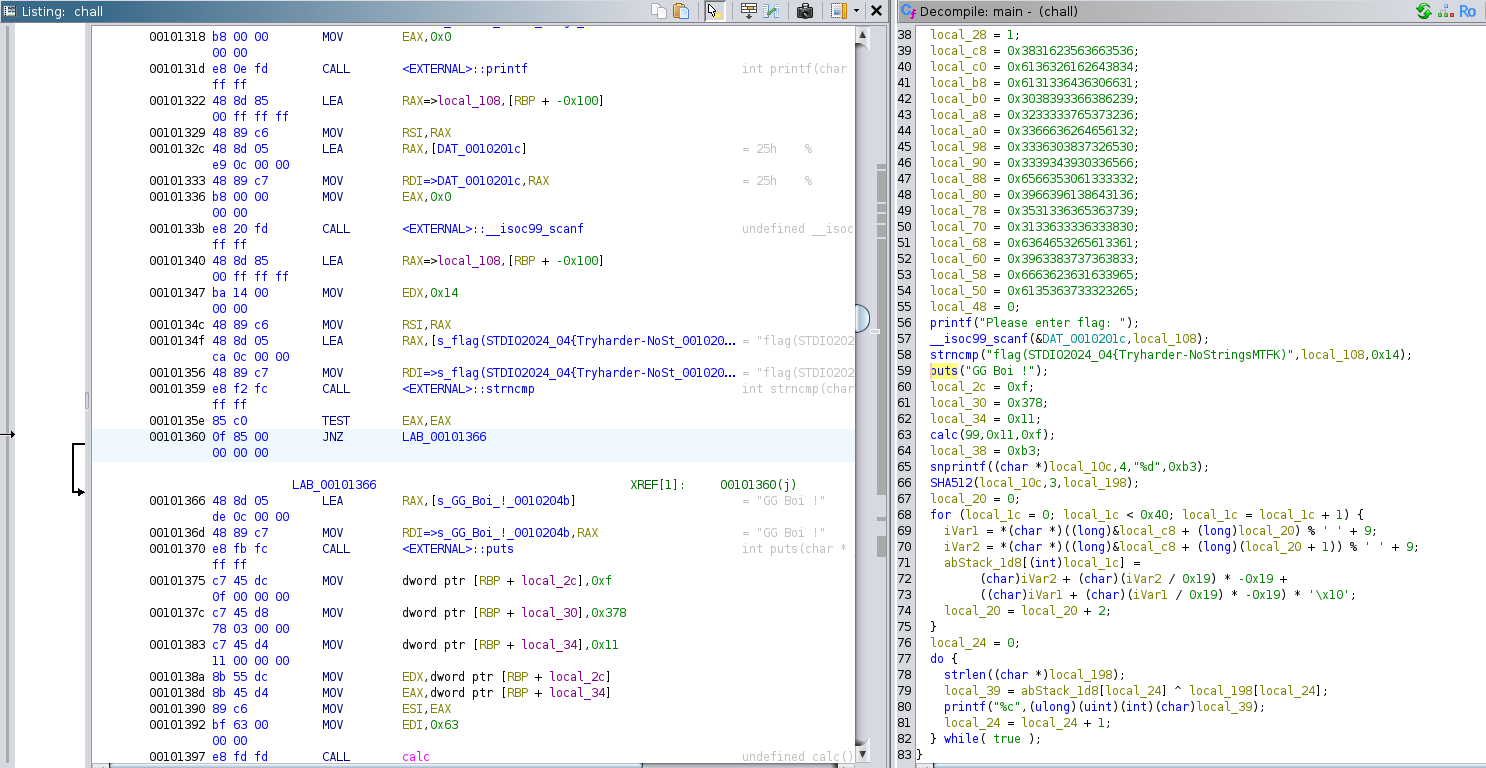 Listing: chall
00101318 b8 00 00 MOV EAX,0x0
00 00
0010131d e8 0e fd CALL <EXTERNAL>::printf int printf(char
ff ff
00101322 48 8d 85 LEA RAX=>local_108,[RBP + -0x100]
00 ff ff ff
00101329 48 89 c6 MOV RSI,RAX
0010132c 48 8d 05 LEA RAX,[DAT_0010201c] = 25h %
e9 0c 00 00
00101333 48 89 c7 MOV RDI=>DAT_0010201c,RAX = 25h %
00101336 b8 00 00 MOV EAX,0x0
00 00
0010133b e8 20 fd CALL <EXTERNAL>::__isoc99_scanf undefined __isoc
ff ff
00101340 48 8d 85 LEA RAX=>local_108,[RBP + -0x100]
00 ff ff ff
00101347 ba 14 00 MOV EDX,0x14
00 00
0010134c 48 89 c6 MOV RSI,RAX
0010134f 48 8d 05 LEA RAX,[s_flag(STDIO2024_04{Tryharder-NoSt_001020... = "flag(STDIO202
ca 0c 00 00
00101356 48 89 c7 MOV RDI=>s_flag(STDIO2024_04{Tryharder-NoSt_001020... = "flag(STDIO202
00101359 e8 f2 fc CALL <EXTERNAL>::strncmp int strncmp(char
ff ff
0010135e 85 c0 TEST EAX,EAX
00101360 0f 85 00 JNZ LAB_00101366
00 00 00
LAB_00101366 XREF[1]: 00101360(j)
00101366 48 8d 05 LEA RAX,[s_GG_Boi_!_0010204b] = "GG Boi !"
de 0c 00 00
0010136d 48 89 c7 MOV RDI=>s_GG_Boi_!_0010204b,RAX = "GG Boi !"
00101370 e8 fb fc CALL <EXTERNAL>::puts int puts(char *
ff ff
00101375 c7 45 dc MOV dword ptr [RBP + local_2c],0xf
0f 00 00 00
0010137c c7 45 d8 MOV dword ptr [RBP + local_30],0x378
78 03 00 00
00101383 c7 45 d4 MOV dword ptr [RBP + local_34],0x11
11 00 00 00
0010138a 8b 55 dc MOV EDX,dword ptr [RBP + local_2c]
0010138d 8b 45 d4 MOV EAX,dword ptr [RBP + local_34]
00101390 89 c6 MOV ESI,EAX
00101392 bf 63 00 MOV EDI,0x63
00 00
00101397 e8 fd fd CALL calc undefined calc()
Decompile: main - (chall)
Ro
38 local_28 = 1;
39 local_c8 = 0x3831623563663536;
40 local_c0 = 0x6136326162643834;
41 local_b8 = 0x6131336436306631;
42 local_b0 = 0x3038393366386239;
43 local_a8 = 0x3233333765373236;
44 local_a0 = 0x3366636264656132;
45 local_98 = 0x3336303837326530;
46 local_90 = 0x3339343930336566;
47 local_88 = 0x6566353061333332;
48 local_80 = 0x3966396138643136;
49 local_78 = 0x3531336365363739;
50 local_70 = 0x3133633336333830;
51 local_68 = 0x6364653265613361;
52 local_60 = 0x3963383737363833;
53 local_58 = 0x6663623631633965;
54 local_50 = 0x6135363733323265;
55 local_48 = 0;
56 printf("Please enter flag: ");
57 __isoc99_scanf(&DAT_0010201c,local_108);
58 strncmp("flag(STDIO2024_04{Tryharder-NoStringsMTFK)",local_108,0x14);
59 puts("GG Boi !");
60 local_2c = 0xf;
61 local_30 = 0x378;
62 local_34 = 0x11;
63 calc(99,0x11,0xf);
64 local_38 = 0xb3;
65 snprintf((char *)local_10c,4,"%d",0xb3);
66 SHA512(local_10c,3,local_198);
67 local_20 = 0;
68 for (local_1c = 0; local_1c < 0x40; local_1c = local_1c + 1) {
69 iVar1 = *(char *)((long)&local_c8 + (long)local_20) % ' ' + 9;
70 iVar2 = *(char *)((long)&local_c8 + (long)(local_20 + 1)) % ' ' + 9;
71 abStack_1d8[(int)local_1c] =
72 (char)iVar2 + (char)(iVar2 / 0x19) * -0x19 +
73 ((char)iVar1 + (char)(iVar1 / 0x19) * -0x19) * '\x10';
74 local_20 = local_20 + 2;
75 }
76 local_24 = 0;
77 do {
78 strlen((char *)local_198);
79 local_39 = abStack_1d8[local_24] ^ local_198[local_24];
80 printf("%c",(ulong)(uint)(int)(char)local_39);
81 local_24 = local_24 + 1;
82 } while( true );
83 }